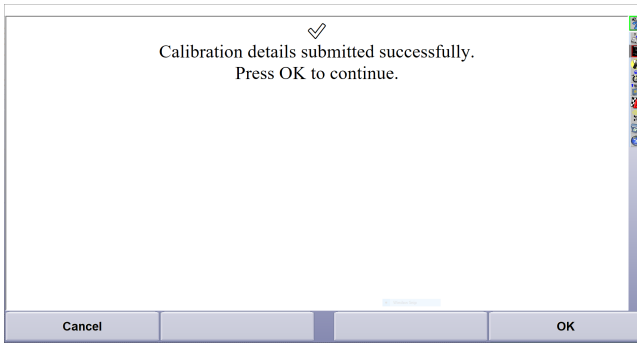 Calibration details submitted successfully.
Press OK to continue.
Cancel
OK